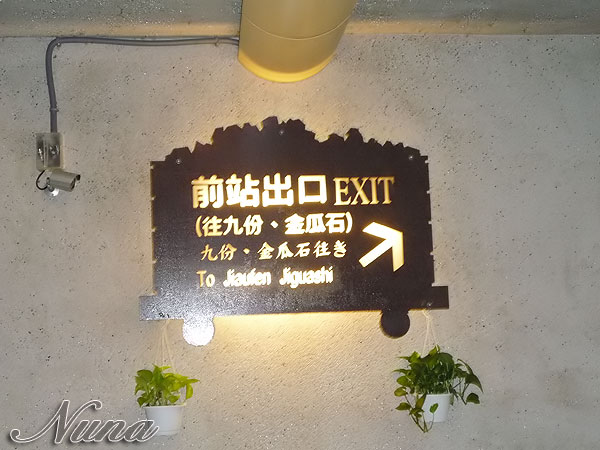 前站出口 EXIT
(往九份、金瓜石)
九份、金瓜石往き
To Jiaufen Jiguashi
Nuna